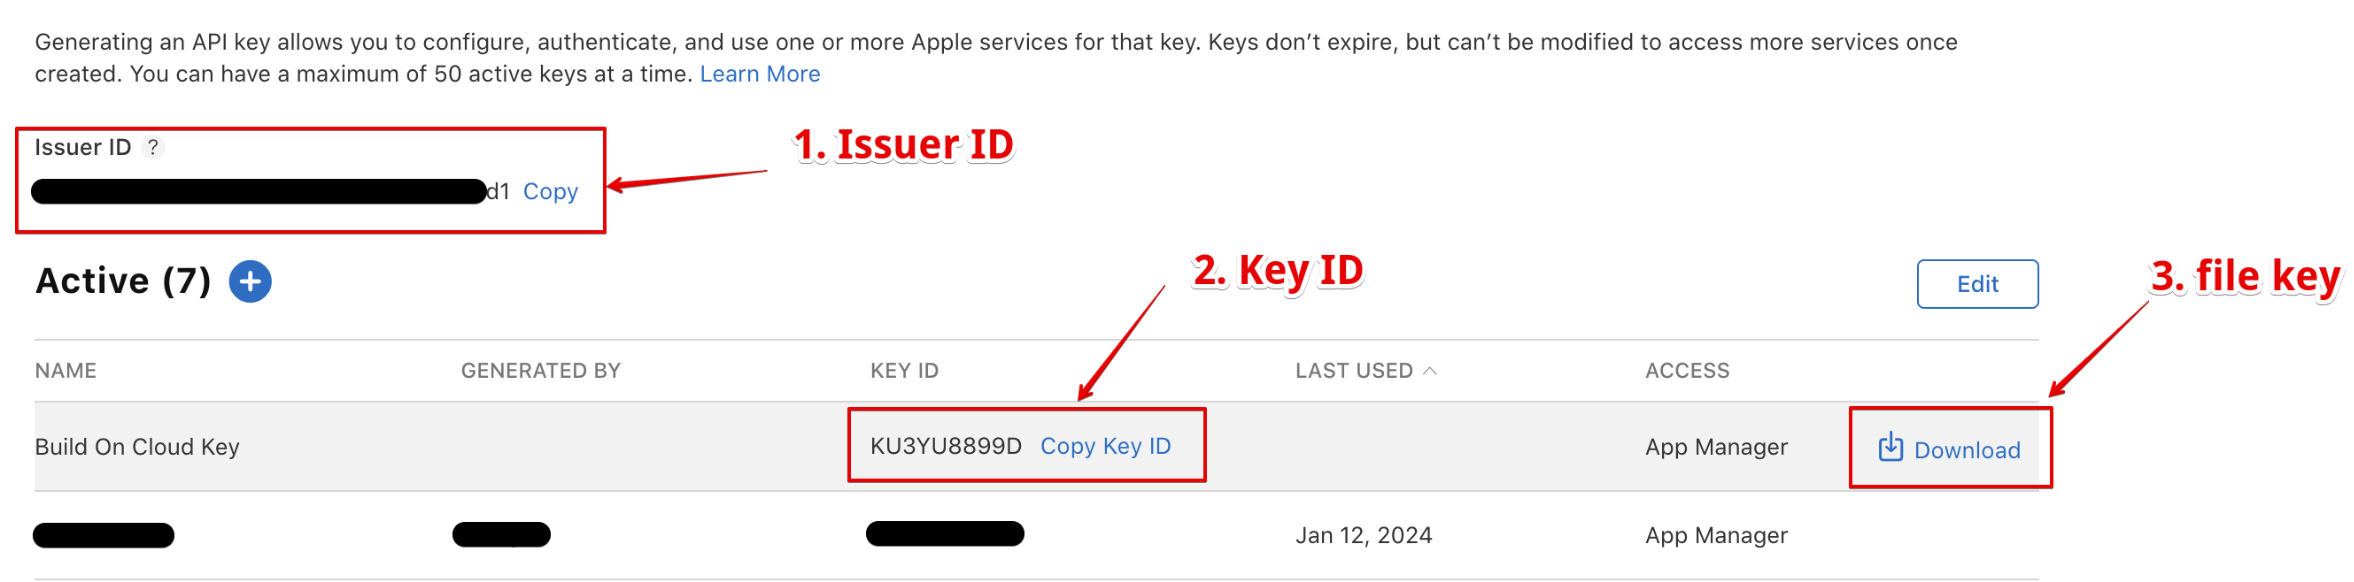 Generating an API key allows you to configure, authenticate, and use one or more Apple services for that key. Keys don’t expire, but can’t be modified to access more services once
created. You can have a maximum of 50 active keys at a time. Learn More
Issuer ID ?
1. Issuer ID
d1 Copy
Active (7) +
2. Key ID
Edit
3. file key
NAME GENERATED BY KEY ID LAST USED ACCESS
Build On Cloud Key KU3YU8899D Copy Key ID App Manager Download
Jan 12, 2024 App Manager